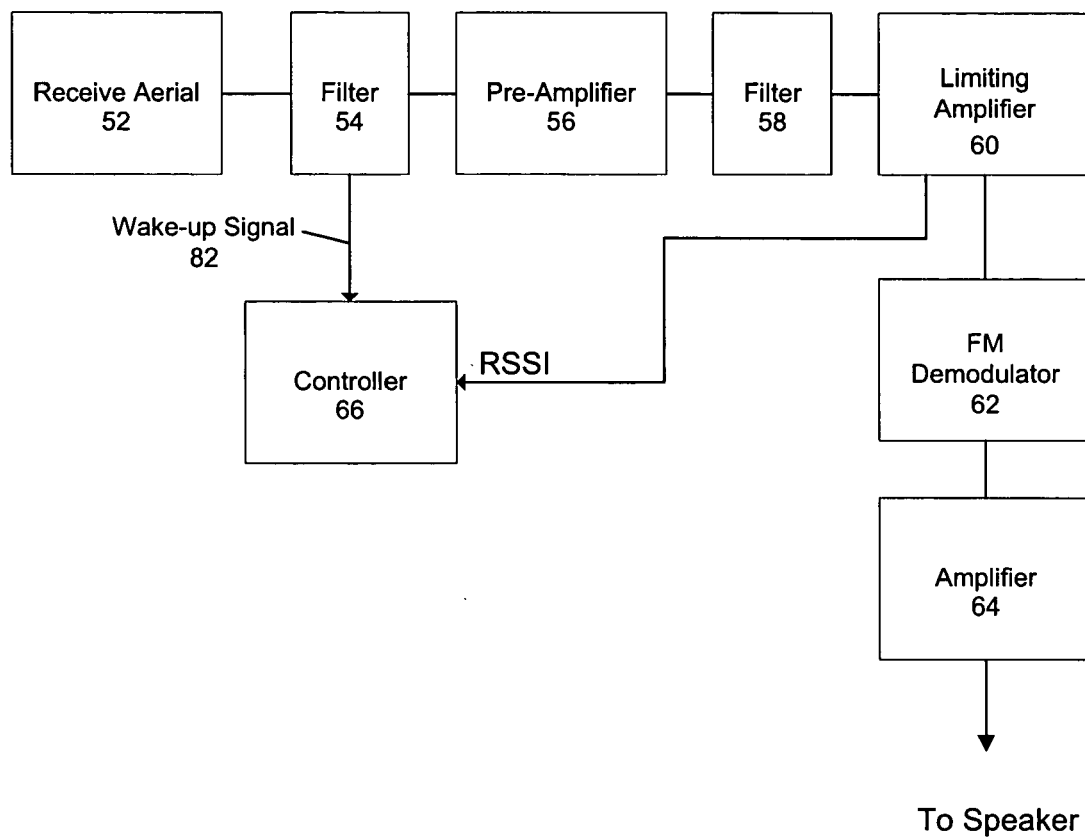 Receive Aerial
52
Filter
54
Pre-Amplifier
56
Filter
58
Limiting
Amplifier
60
Wake-up Signal
82
Controller
66
RSSI
FM
Demodulator
62
Amplifier
64
To Speaker